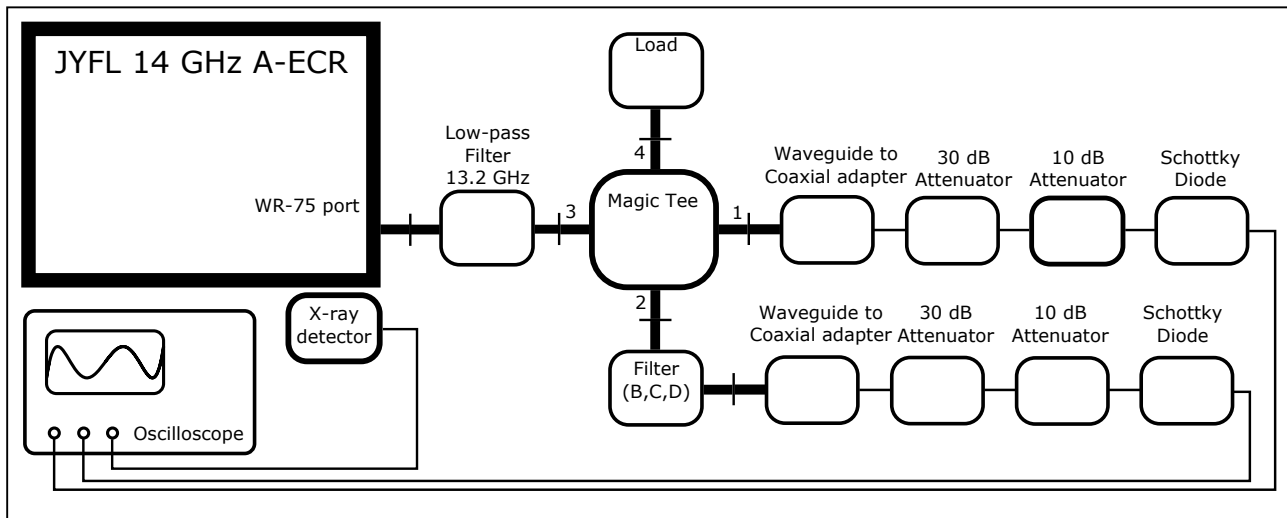 JYFL 14 GHz A-ECR
WR-75 port
Load
4
Low-pass
Filter
13.2 GHz
3
Magic Tee
1
2
Waveguide to
Coaxial adapter
30 dB
Attenuator
10 dB
Attenuator
Schottky
Diode
X-ray
detector
Filter
(B,C,D)
Waveguide to
Coaxial adapter
30 dB
Attenuator
10 dB
Attenuator
Schottky
Diode
Oscilloscope